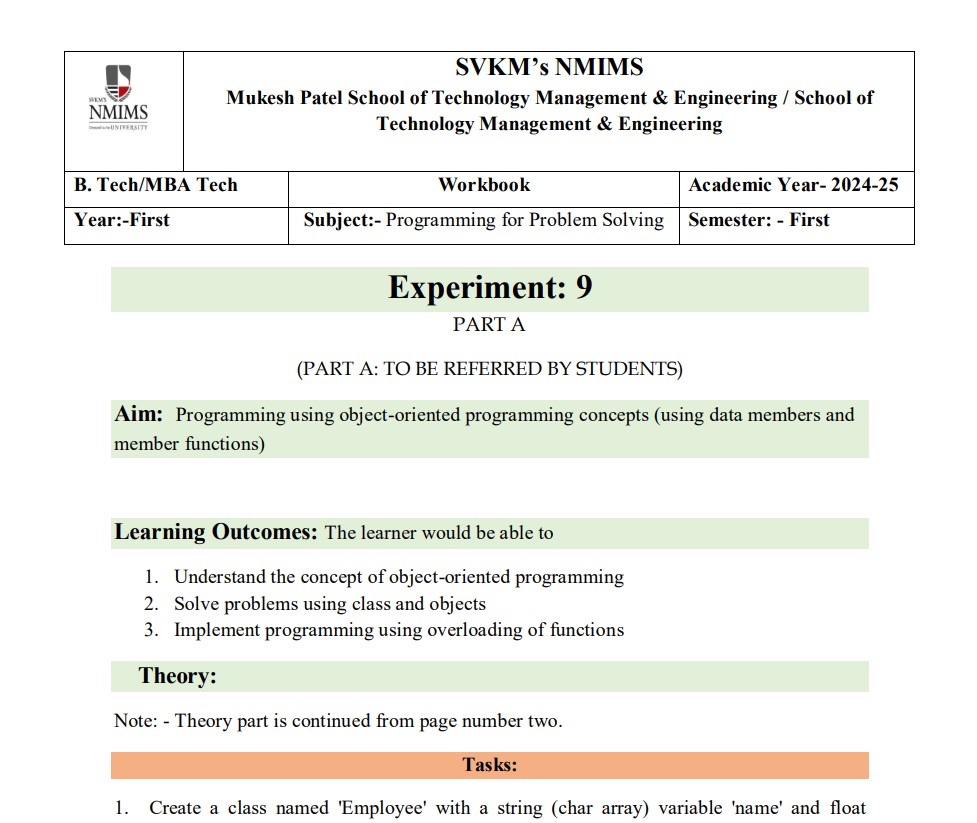 SVKM'S
NMIMS
UNIVERSITY
SVKM's NMIMS
Mukesh Patel School of Technology Management & Engineering / School of
Technology Management & Engineering
B. Tech/MBA Tech
Workbook
Academic Year- 2024-25
Year:-First
Subject:- Programming for Problem Solving
Semester: - First
Experiment: 9
PART A
(PART A: TO BE REFERRED BY STUDENTS)
Aim: Programming using object-oriented programming concepts (using data members and
member functions)
Learning Outcomes: The learner would be able to
1. Understand the concept of object-oriented programming
2. Solve problems using class and objects
3. Implement programming using overloading of functions
Theory:
Note: - Theory part is continued from page number two.
Tasks:
1. Create a class named 'Employee' with a string (char array) variable 'name' and float